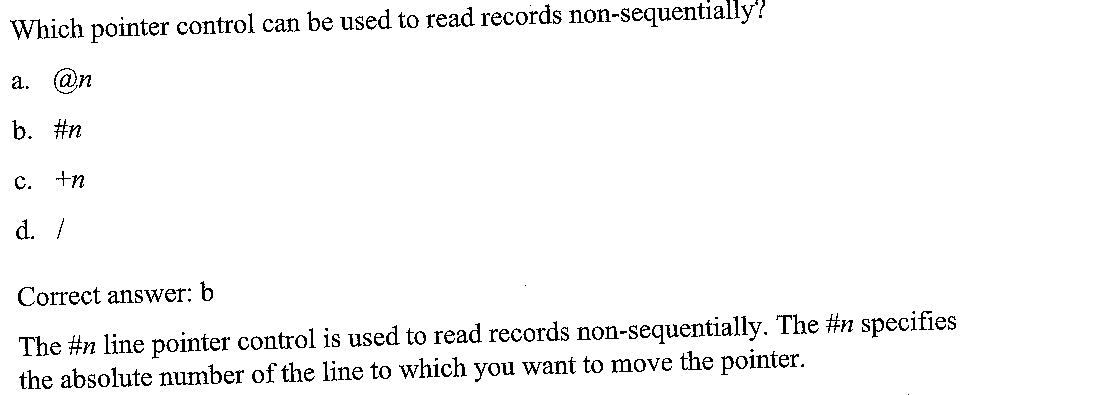 Which pointer control can be used to read records non-sequentially?
a. @n
b. #n
c. +n
d. /
Correct answer: b
The #n line pointer control is used to read records non-sequentially. The #n specifies
the absolute number of the line to which you want to move the pointer.